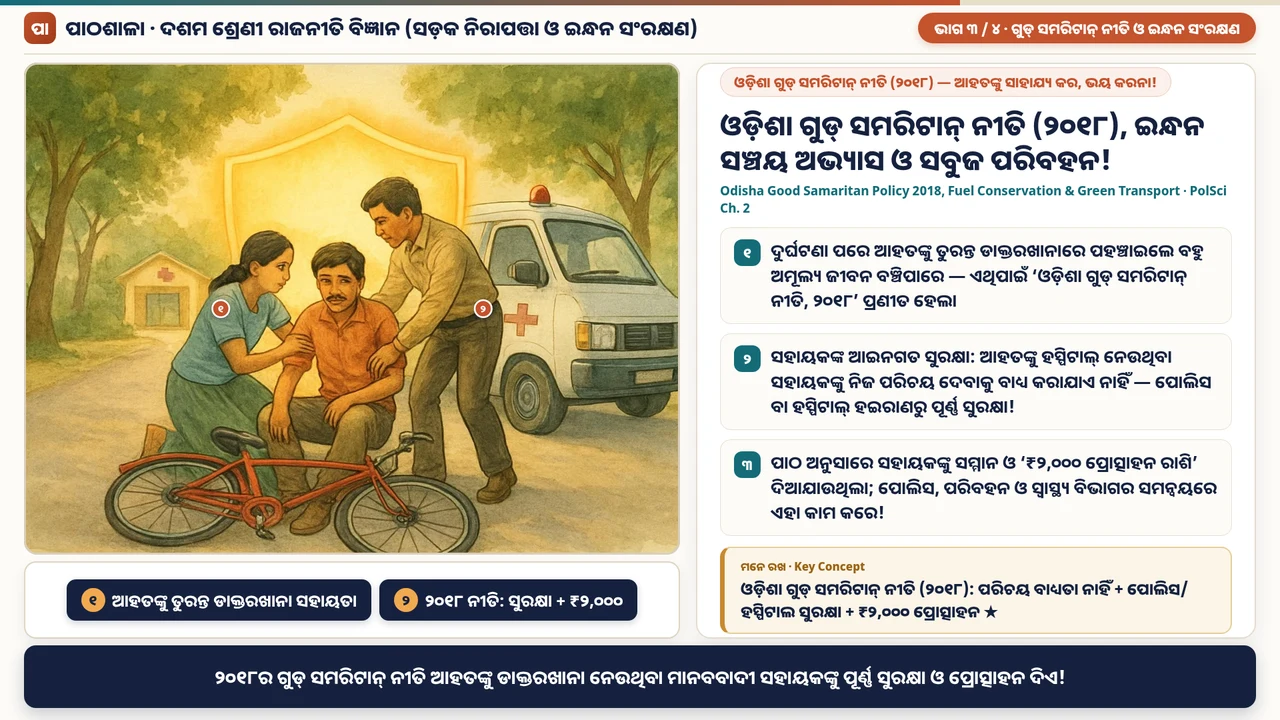 ପା ପାଠଶାଳା · ଦଶମ ଶ୍ରେଣୀ ରାଜନୀତି ବିଜ୍ଞାନ (ସଡ଼କ ନିରାପତ୍ତା ଓ ଇନ୍ଧନ ସଂରକ୍ଷଣ)
ଭାଗ ୩ / ୪ · ଗୁଡ୍ ସମରିଟାନ୍ ନୀତି ଓ ଇନ୍ଧନ ସଂରକ୍ଷଣ
୧
୨
୧ ଆହତଙ୍କୁ ତୁରନ୍ତ ଡାକ୍ତରଖାନା ସହାୟତା
୨ ୨୦୧୮ ନୀତି: ସୁରକ୍ଷା + ₹୨,୦୦୦
ଓଡ଼ିଶା ଗୁଡ୍ ସମରିଟାନ୍ ନୀତି (୨୦୧୮) — ଆହତଙ୍କୁ ସାହାଯ୍ୟ କର, ଭୟ କରନା!
ଓଡ଼ିଶା ଗୁଡ୍ ସମରିଟାନ୍ ନୀତି (୨୦୧୮), ଇନ୍ଧନ
ସଞ୍ଚୟ ଅଭ୍ୟାସ ଓ ସବୁଜ ପରିବହନ!
Odisha Good Samaritan Policy 2018, Fuel Conservation & Green Transport · PolSci
Ch. 2
୧ ଦୁର୍ଘଟଣା ପରେ ଆହତଙ୍କୁ ତୁରନ୍ତ ଡାକ୍ତରଖାନାରେ ପହଞ୍ଚାଇଲେ ବହୁ
ଅମୂଲ୍ୟ ଜୀବନ ବଞ୍ଚିପାରେ — ଏଥିପାଇଁ ‘ଓଡ଼ିଶା ଗୁଡ୍ ସମରିଟାନ୍
ନୀତି, ୨୦୧୮’ ପ୍ରଣୀତ ହେଲା
୨ ସହାୟକଙ୍କ ଆଇନଗତ ସୁରକ୍ଷା: ଆହତଙ୍କୁ ହସ୍ପିଟାଲ୍ ନେଉଥିବା
ସହାୟକଙ୍କୁ ନିଜ ପରିଚୟ ଦେବାକୁ ବାଧ୍ୟ କରାଯାଏ ନାହିଁ — ପୋଲିସ
ବା ହସ୍ପିଟାଲ୍ ହଇରାଣରୁ ପୂର୍ଣ୍ଣ ସୁରକ୍ଷା!
୩ ପାଠ ଅନୁସାରେ ସହାୟକଙ୍କୁ ସମ୍ମାନ ଓ ‘₹୨,୦୦୦ ପ୍ରୋତ୍ସାହନ ରାଶି’
ଦିଆଯାଉଥିଲା; ପୋଲିସ, ପରିବହନ ଓ ସ୍ୱାସ୍ଥ୍ୟ ବିଭାଗର ସମନ୍ୱୟରେ
ଏହା କାମ କରେ!
ମନେ ରଖ · Key Concept
ଓଡ଼ିଶା ଗୁଡ୍ ସମରିଟାନ୍ ନୀତି (୨୦୧୮): ପରିଚୟ ବାଧ୍ୟତା ନାହିଁ + ପୋଲିସ/
ହସ୍ପିଟାଲ ସୁରକ୍ଷା + ₹୨,୦୦୦ ପ୍ରୋତ୍ସାହନ ★
୨୦୧୮ର ଗୁଡ୍ ସମରିଟାନ୍ ନୀତି ଆହତଙ୍କୁ ଡାକ୍ତରଖାନା ନେଉଥିବା ମାନବବାଦୀ ସହାୟକଙ୍କୁ ପୂର୍ଣ୍ଣ ସୁରକ୍ଷା ଓ ପ୍ରୋତ୍ସାହନ ଦିଏ!